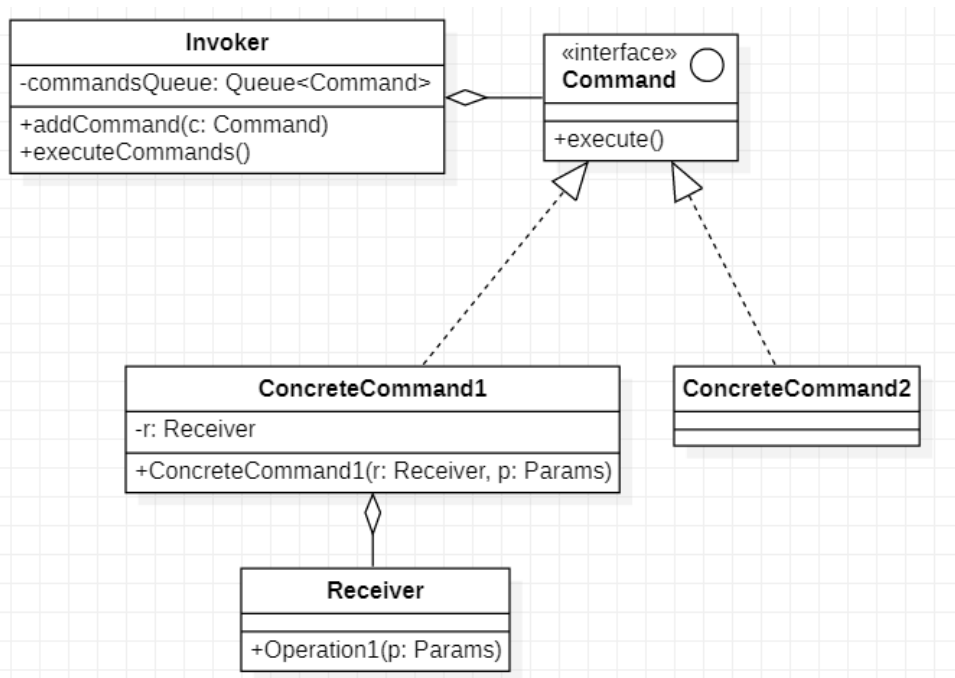 Invoker
-commandsQueue: Queue<Command>
+addCommand(c: Command)
+executeCommands()
«interface»
Command
+execute()
ConcreteCommand1
-r: Receiver
+ConcreteCommand1(r: Receiver, p: Params)
ConcreteCommand2
Receiver
+Operation1(p: Params)